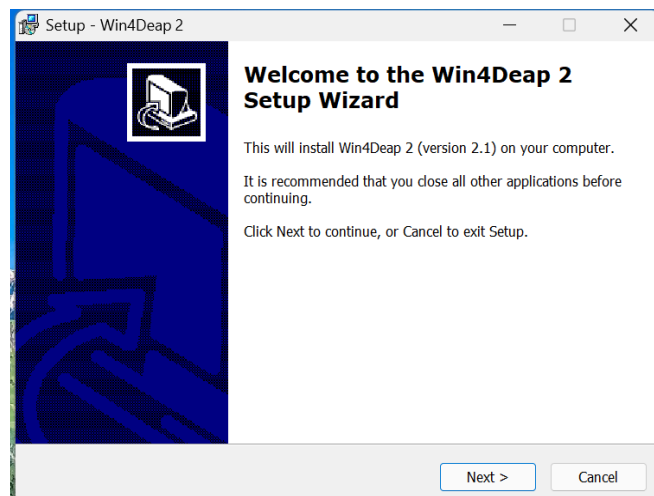 Setup - Win4Deap 2
Welcome to the Win4Deap 2
Setup Wizard
This will install Win4Deap 2 (version 2.1) on your computer.
It is recommended that you close all other applications before
continuing.
Click Next to continue, or Cancel to exit Setup.
Next >
Cancel